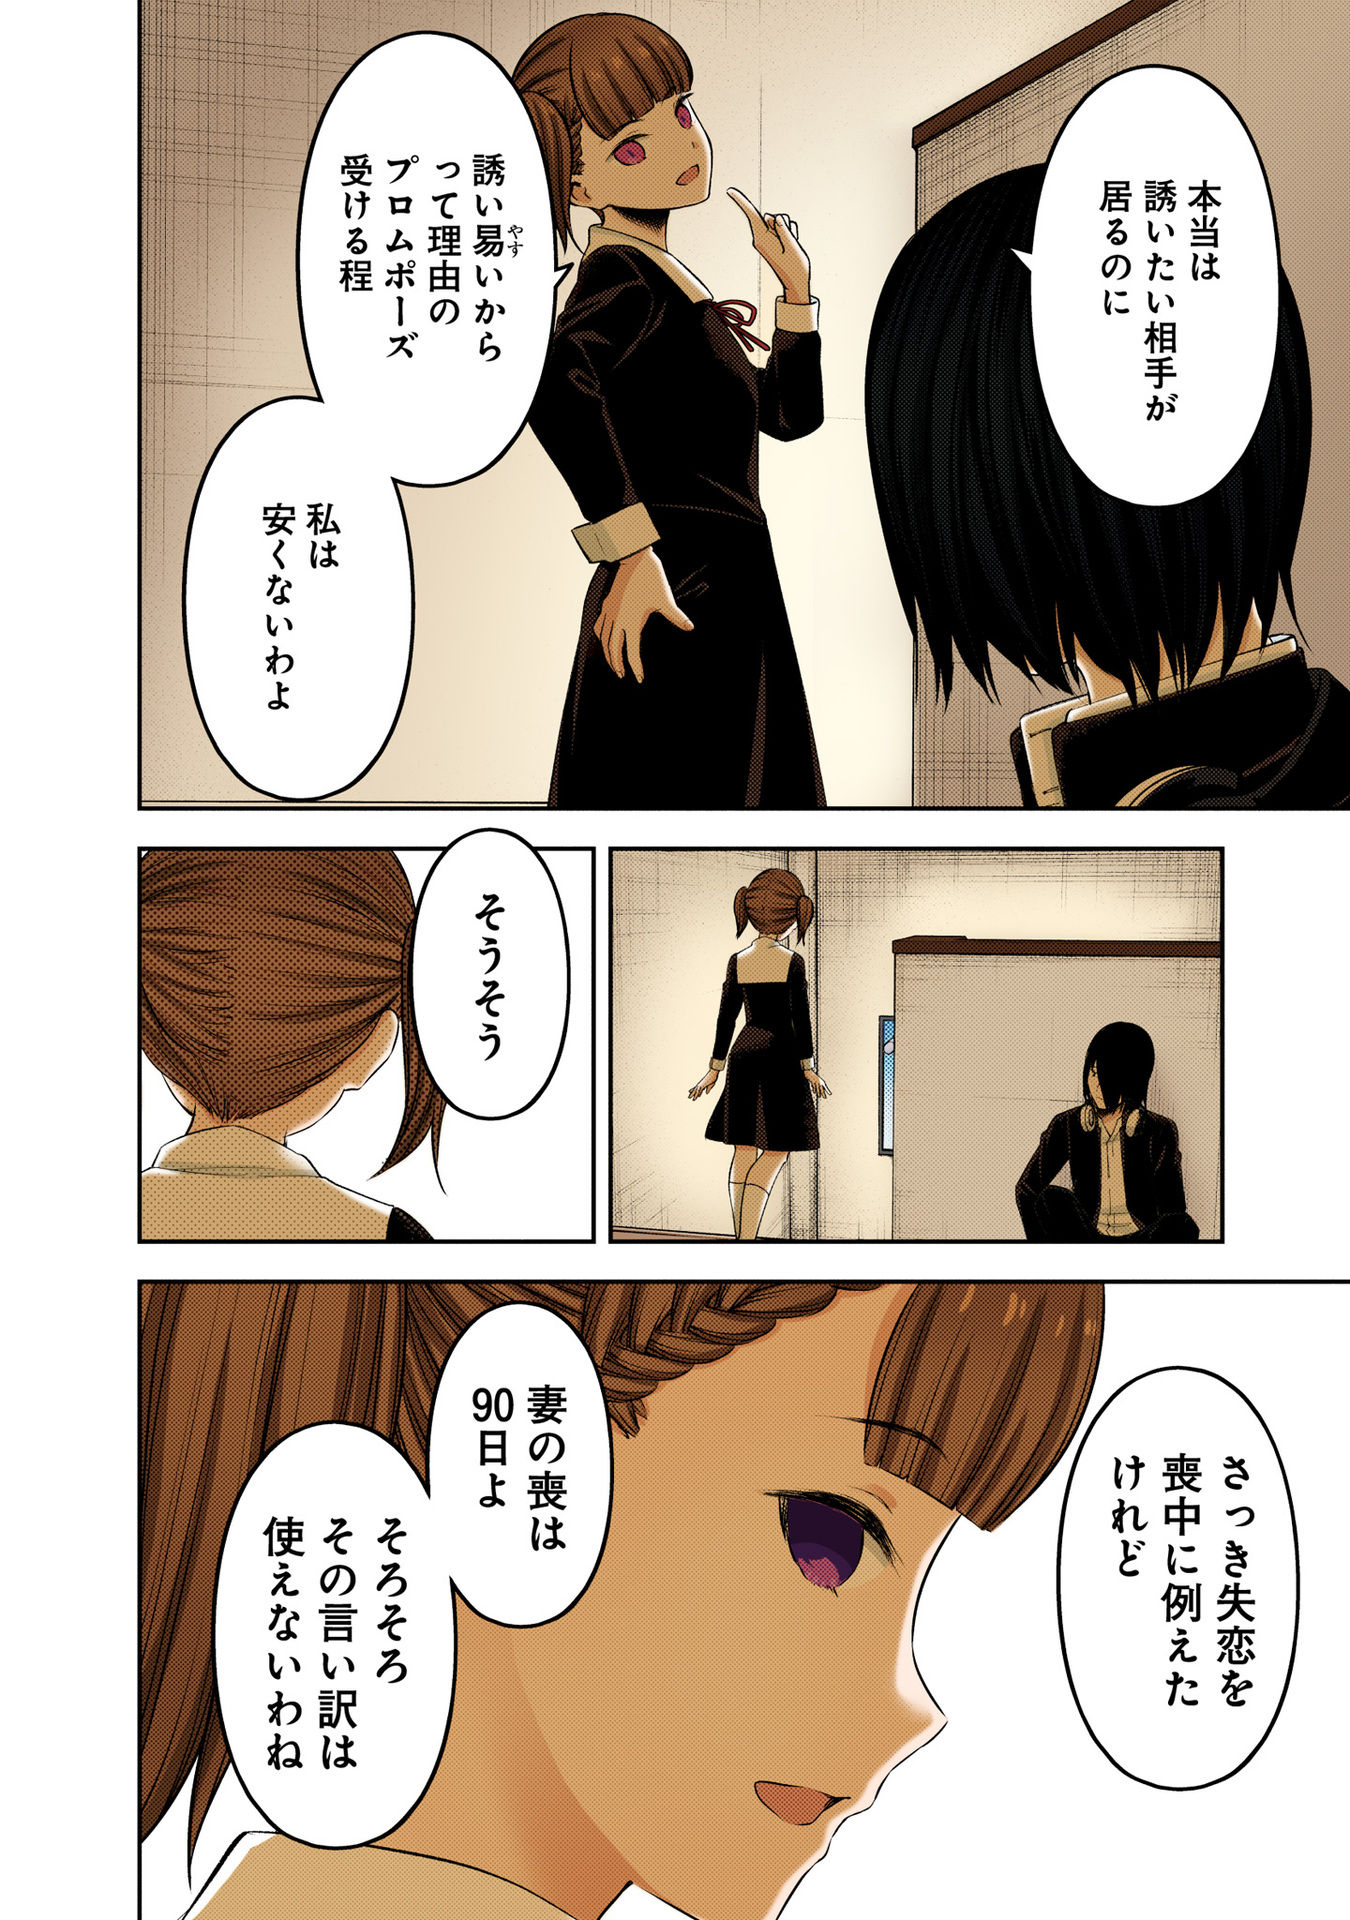 本当は
誘いたい相手が
居るのに
誘い易いから
やす
って理由の
プロムポーズ
受ける程
私は
安くないわよ
そうそう
さっき失恋を
喪中に例えた
けれど
妻の喪は
90日よ
そろそろ
その言い訳は
使えないわね